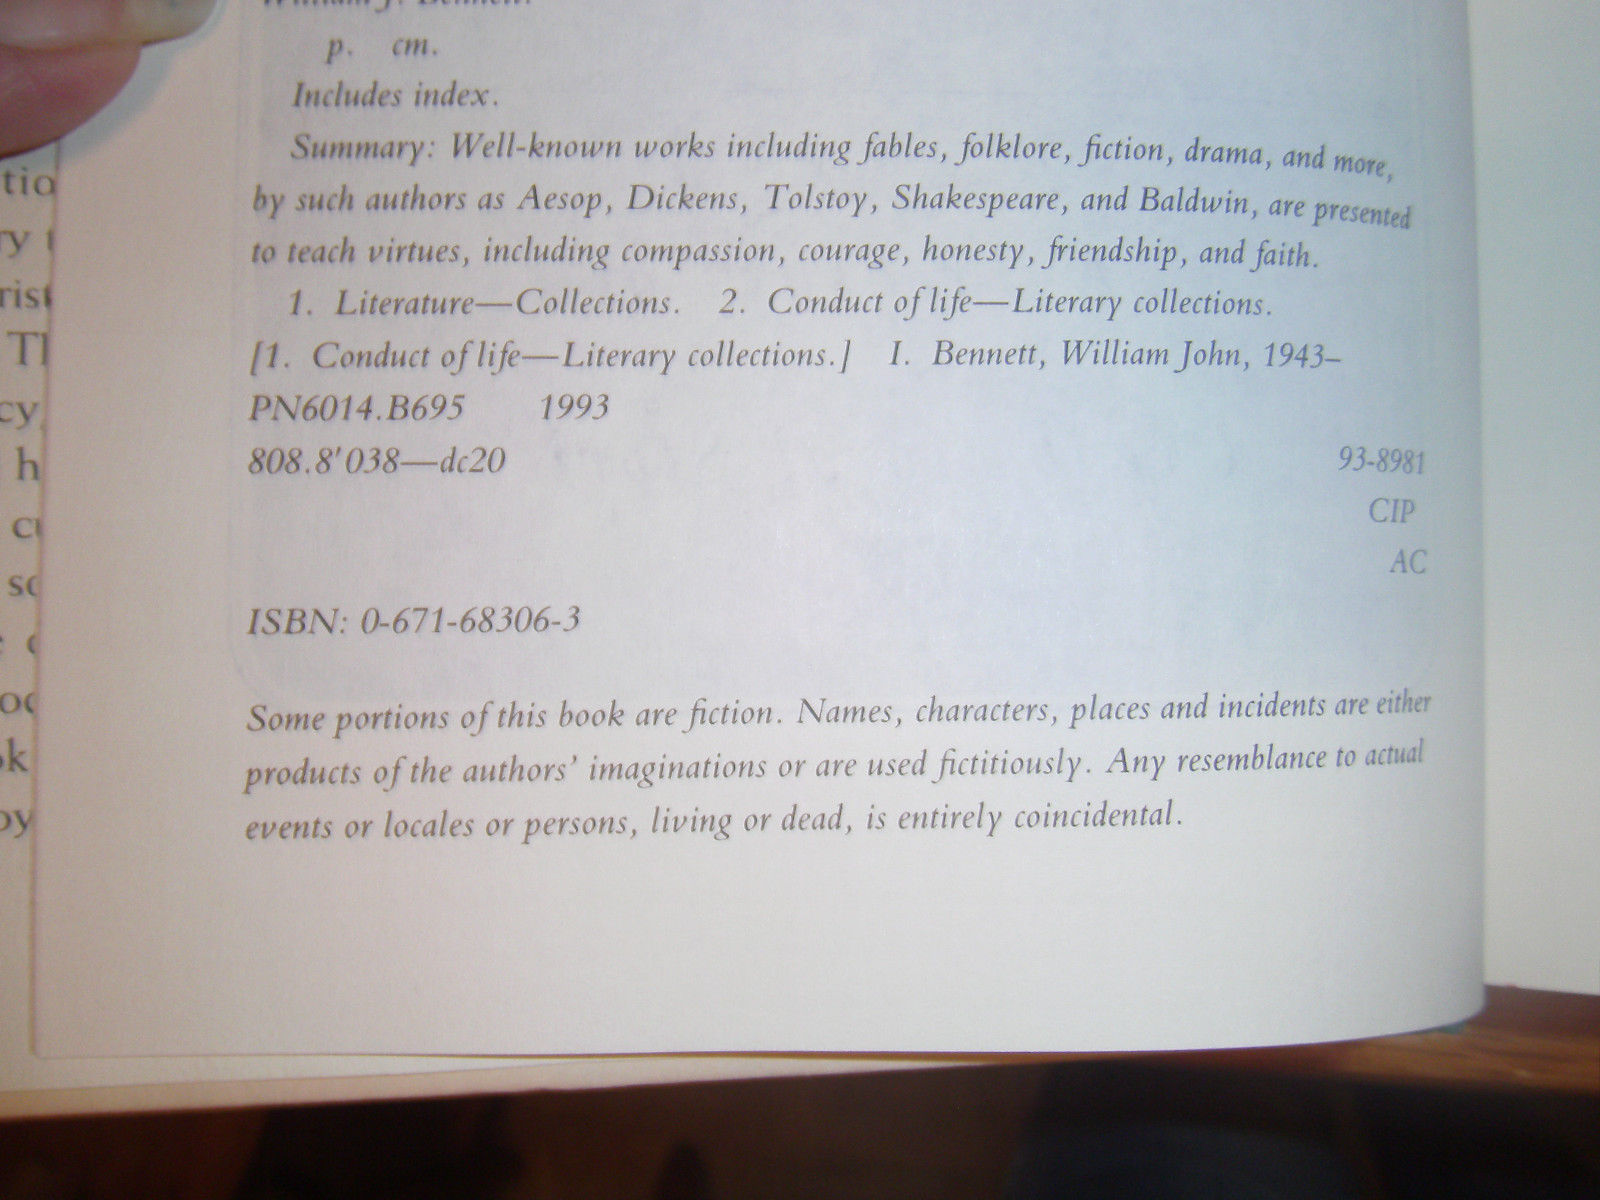 William J. Bennett.
p. cm.
Includes index.
Summary: Well-known works including fables, folklore, fiction, drama, and more,
by such authors as Aesop, Dickens, Tolstoy, Shakespeare, and Baldwin, are presented
to teach virtues, including compassion, courage, honesty, friendship, and faith.
1. Literature—Collections. 2. Conduct of life—Literary collections.
[1. Conduct of life—Literary collections.] I. Bennett, William John, 1943–
PN6014.B695 1993
808.8'038—dc20 93-8981
CIP
AC
ISBN: 0-671-68306-3
Some portions of this book are fiction. Names, characters, places and incidents are either
products of the authors' imaginations or are used fictitiously. Any resemblance to actual
events or locales or persons, living or dead, is entirely coincidental.